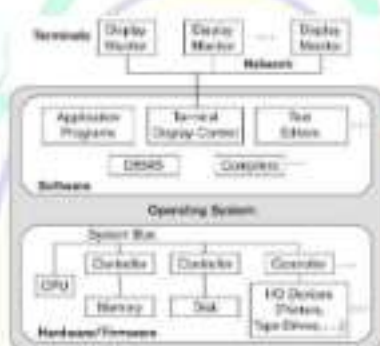 Terminals
Display
Monitor
Display
Monitor
Display
Monitor
Network
Application
Programs
Terminal
Display Control
Text
Editors
DBMS
Compilers
Software
Operating System
System Bus
CPU
Controller
Controller
Controller
Memory
Disk
I/O Devices
(Printers,
Tape Drives, ...)
Hardware/Firmware